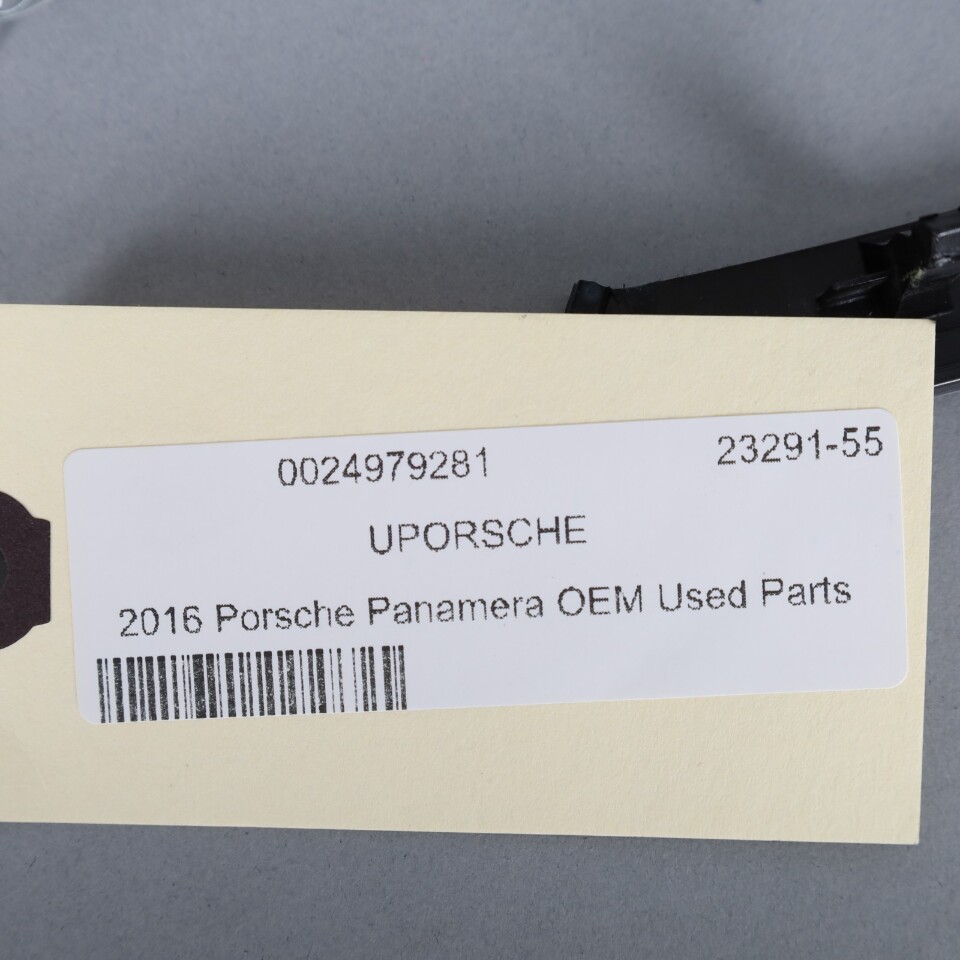 0024979281 23291-55
UPORSCHE
2016 Porsche Panamera OEM Used Parts